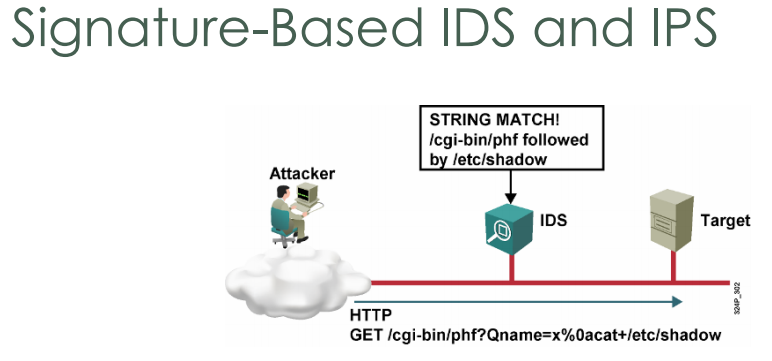 Signature-Based IDS and IPS
STRING MATCH!
/cgi-bin/phf followed
by /etc/shadow
Attacker
IDS
Target
324P_302
HTTP
GET /cgi-bin/phf?Qname=x%0acat+/etc/shadow